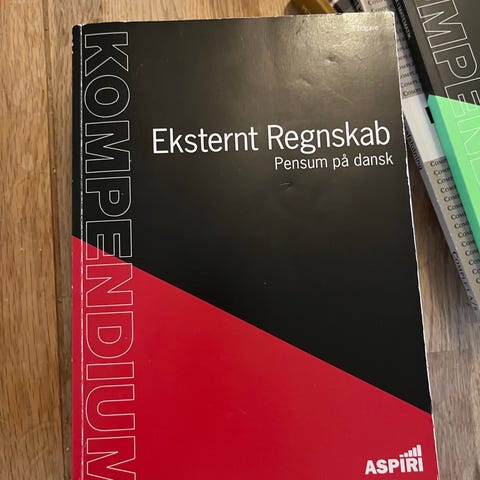 KOMPENDIUM
Eksternt Regnskab
Pensum på dansk
ASPIRI